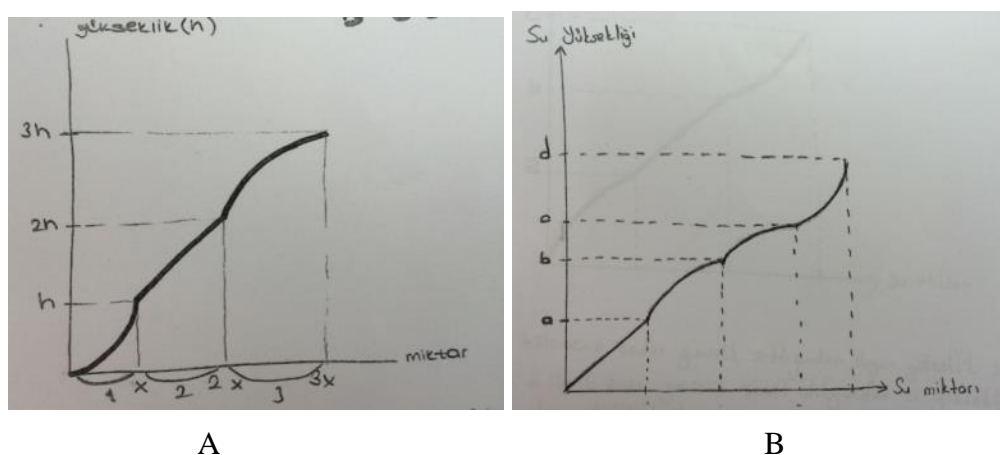 yükseklik (h)
3h
2h
h
x
2x
3x
1
2
3
miktar
A
Su Yüksekliği
d
c
b
a
Su miktarı
B